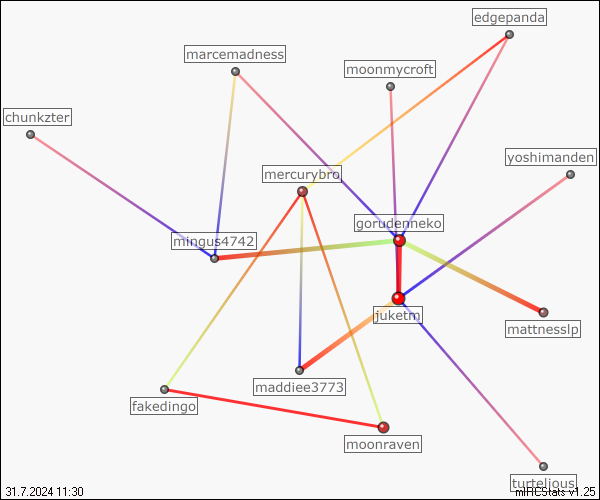 edgepanda
marcemadness
moonmycroft
chunkzter
yoshimanden
mercurybro
gorudenneko
mingus4742
juketm
mattnesslp
maddiee3773
fakedingo
moonraven
turteljous
31.7.2024 11:30
mIRCStats v1.25